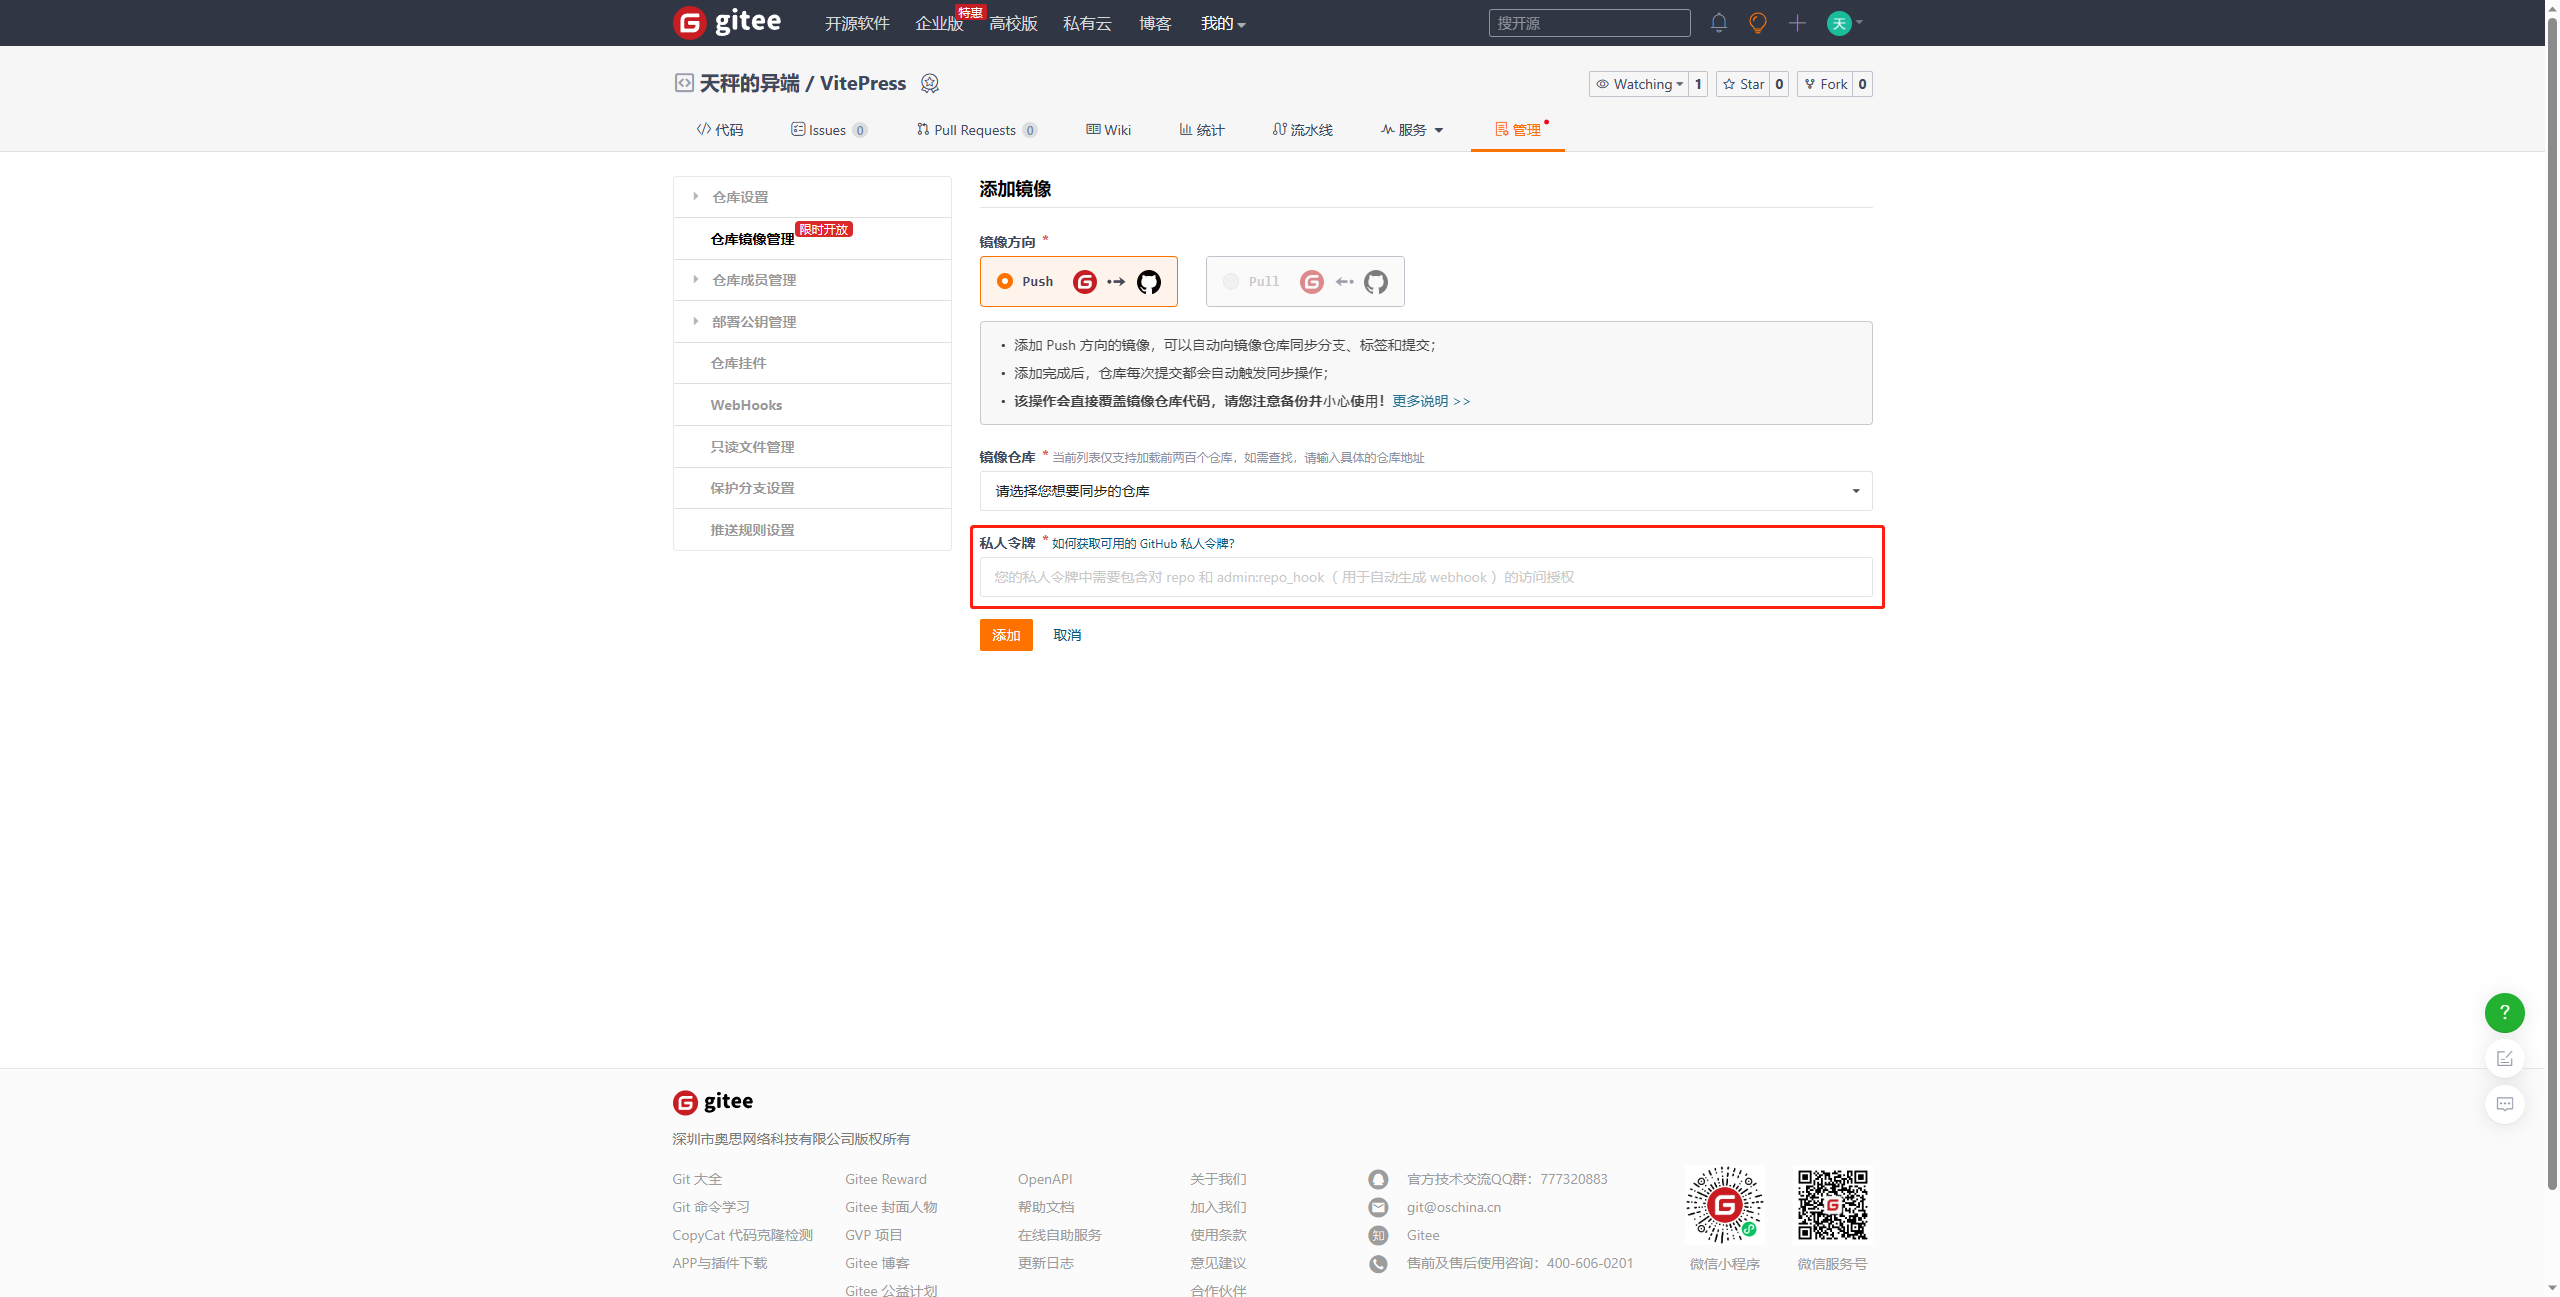 gitee
开源软件
企业版
特惠
高校版
私有云
博客
我的
搜开源
天
天秤的异端 / VitePress
Watching 1
Star 0
Fork 0
代码
Issues 0
Pull Requests 0
Wiki
统计
流水线
服务
管理
仓库设置
仓库镜像管理
限时开放
仓库成员管理
部署公钥管理
仓库挂件
WebHooks
只读文件管理
保护分支设置
推送规则设置
添加镜像
镜像方向 *
Push
Pull
• 添加 Push 方向的镜像，可以自动向镜像仓库同步分支、标签和提交；
• 添加完成后，仓库每次提交都会自动触发同步操作；
• 该操作会直接覆盖镜像仓库代码，请您注意备份并小心使用！更多说明 >>
镜像仓库 * 当前列表仅支持加载前两百个仓库，如需查找，请输入具体的仓库地址
请选择您想要同步的仓库
私人令牌 * 如何获取可用的 GitHub 私人令牌?
您的私人令牌中需要包含对 repo 和 admin:repo_hook（ 用于自动生成 webhook ）的访问授权
添加
取消
?
gitee
深圳市奥思网络科技有限公司版权所有
Git 大全
Git 命令学习
CopyCat 代码克隆检测
APP与插件下载
Gitee Reward
Gitee 封面人物
GVP 项目
Gitee 博客
Gitee 公益计划
OpenAPI
帮助文档
在线自助服务
更新日志
关于我们
加入我们
使用条款
意见建议
合作伙伴
官方技术交流QQ群：777320883
git@oschina.cn
知 Gitee
售前及售后使用咨询：400-606-0201
微信小程序
微信服务号